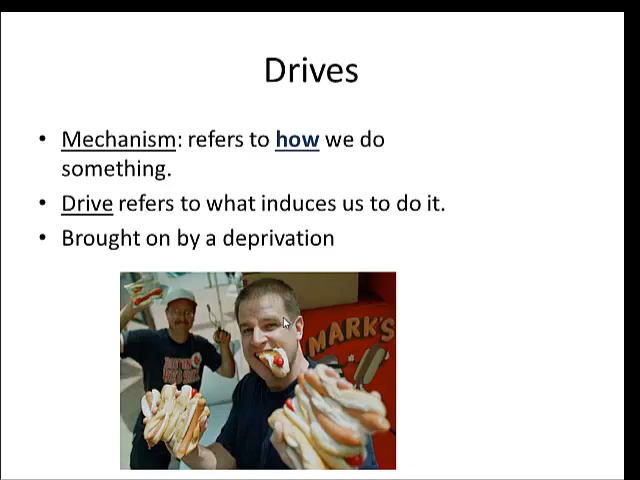 Drives
• Mechanism: refers to how we do
something.
• Drive refers to what induces us to do it.
• Brought on by a deprivation
MARK'S